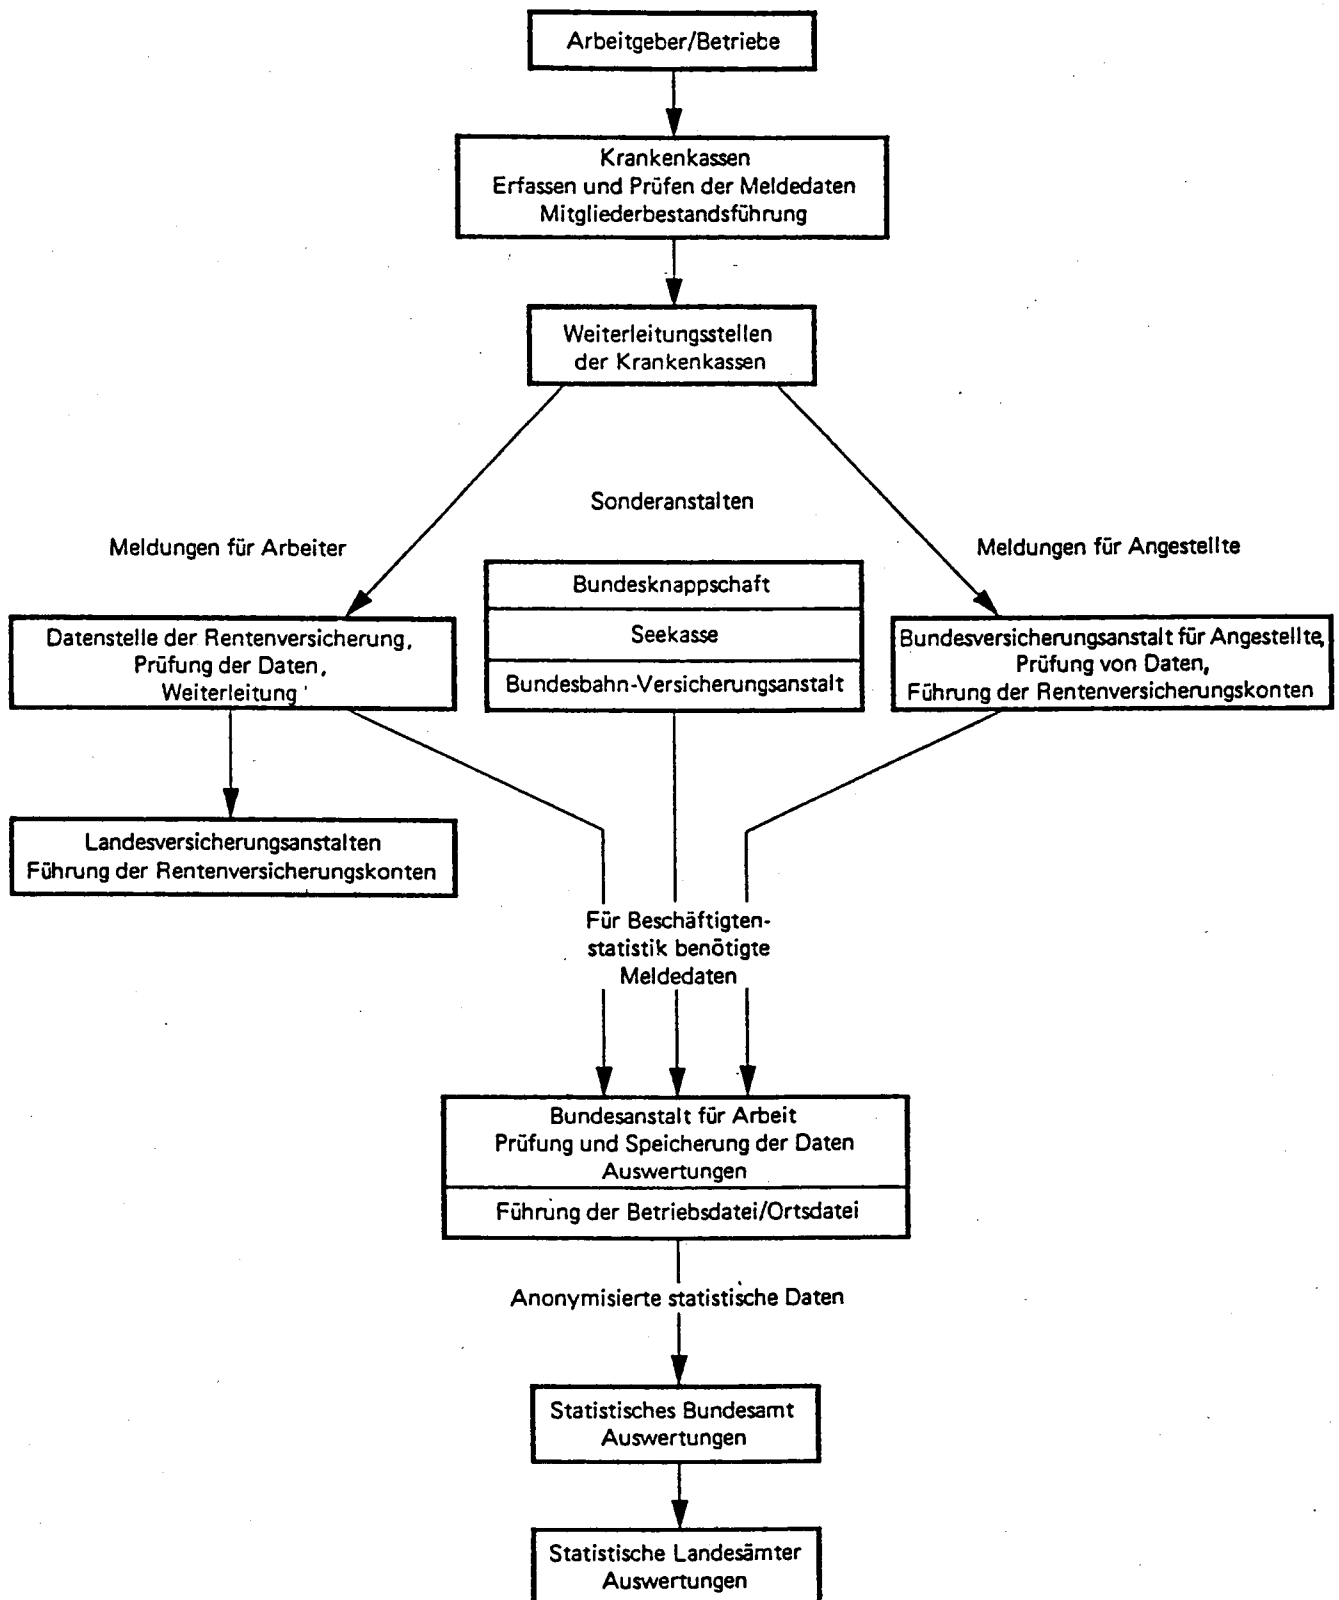 Arbeitgeber/Betriebe
Krankenkassen
Erfassen und Prüfen der Meldedaten
Mitgliederbestandsführung
Weiterleitungsstellen
der Krankenkassen
Sonderanstalten
Meldungen für Arbeiter
Meldungen für Angestellte
Datenstelle der Rentenversicherung,
Prüfung der Daten,
Weiterleitung
Bundesknappschaft
Seekasse
Bundesbahn-Versicherungsanstalt
Bundesversicherungsanstalt für Angestellte,
Prüfung von Daten,
Führung der Rentenversicherungskonten
Landesversicherungsanstalten
Führung der Rentenversicherungskonten
Für Beschäftigten-
statistik benötigte
Meldedaten
Bundesanstalt für Arbeit
Prüfung und Speicherung der Daten
Auswertungen
Führung der Betriebsdatei/Ortsdatei
Anonymisierte statistische Daten
Statistisches Bundesamt
Auswertungen
Statistische Landesämter
Auswertungen